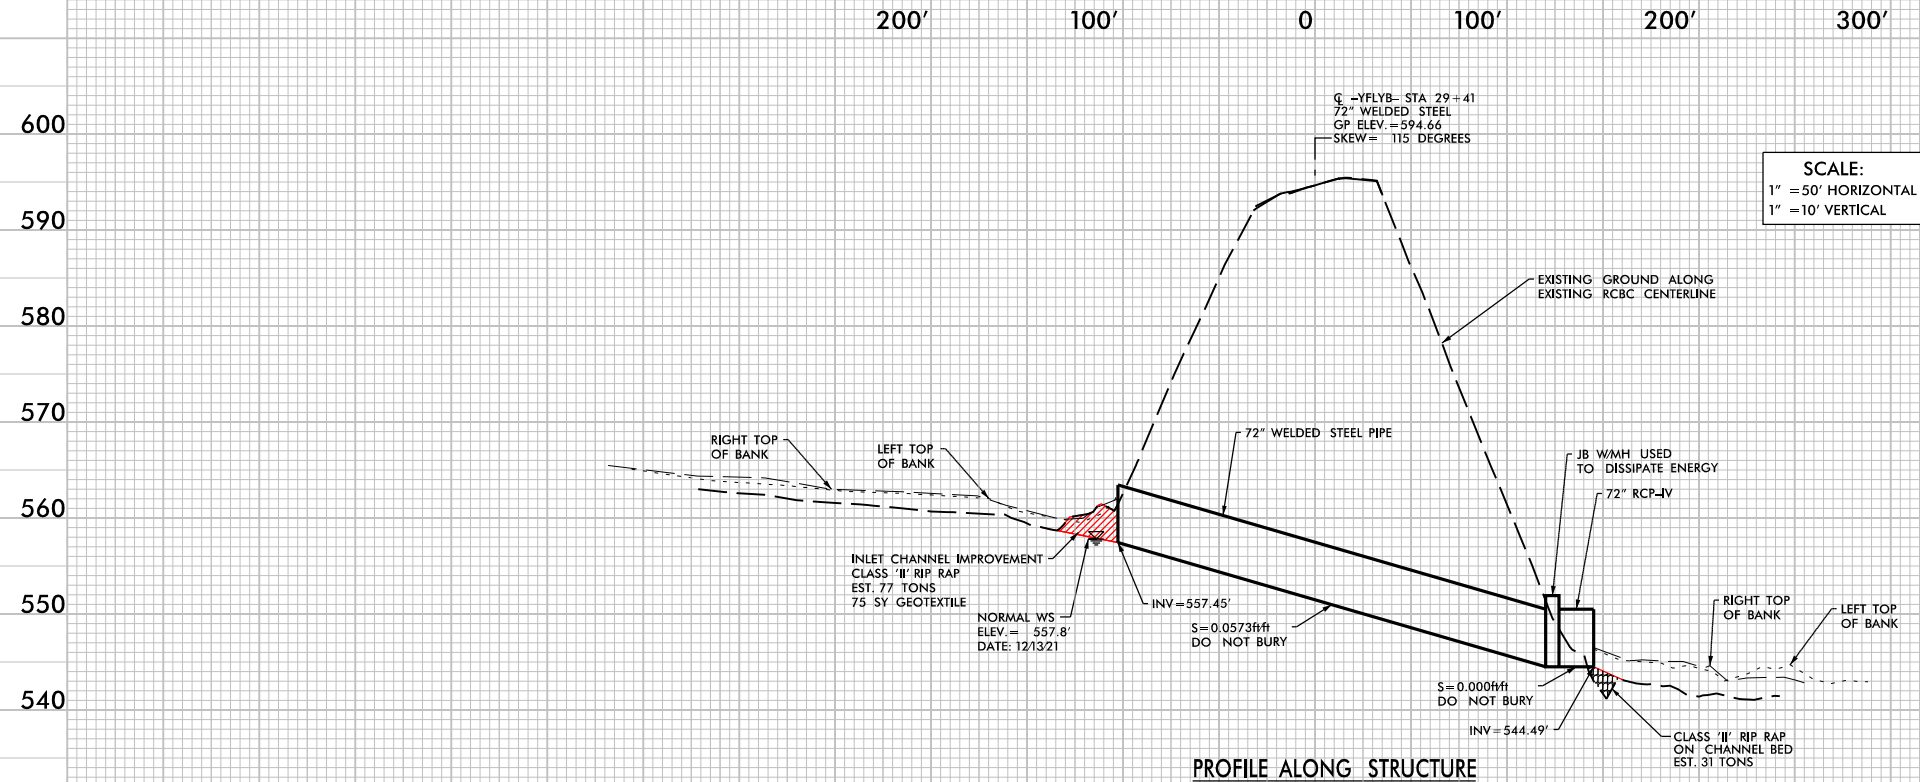 200' 100' 0 100' 200' 300'
℄ -YFLYB- STA 29+41
72" WELDED STEEL
GP ELEV.=594.66
SKEW= 115 DEGREES
600
SCALE:
1" =50' HORIZONTAL
1" =10' VERTICAL
590
EXISTING GROUND ALONG
EXISTING RCBC CENTERLINE
580
570
RIGHT TOP
OF BANK
LEFT TOP
OF BANK
72" WELDED STEEL PIPE
JB W/MH USED
TO DISSIPATE ENERGY
72" RCP-IV
560
INLET CHANNEL IMPROVEMENT
CLASS 'II' RIP RAP
EST. 77 TONS
75 SY GEOTEXTILE
550
NORMAL WS
ELEV.= 557.8'
DATE: 12/13/21
INV=557.45'
S=0.0573ft/ft
DO NOT BURY
RIGHT TOP
OF BANK
LEFT TOP
OF BANK
540
S=0.000ft/ft
DO NOT BURY
INV=544.49'
CLASS 'II' RIP RAP
ON CHANNEL BED
EST. 31 TONS
PROFILE ALONG STRUCTURE